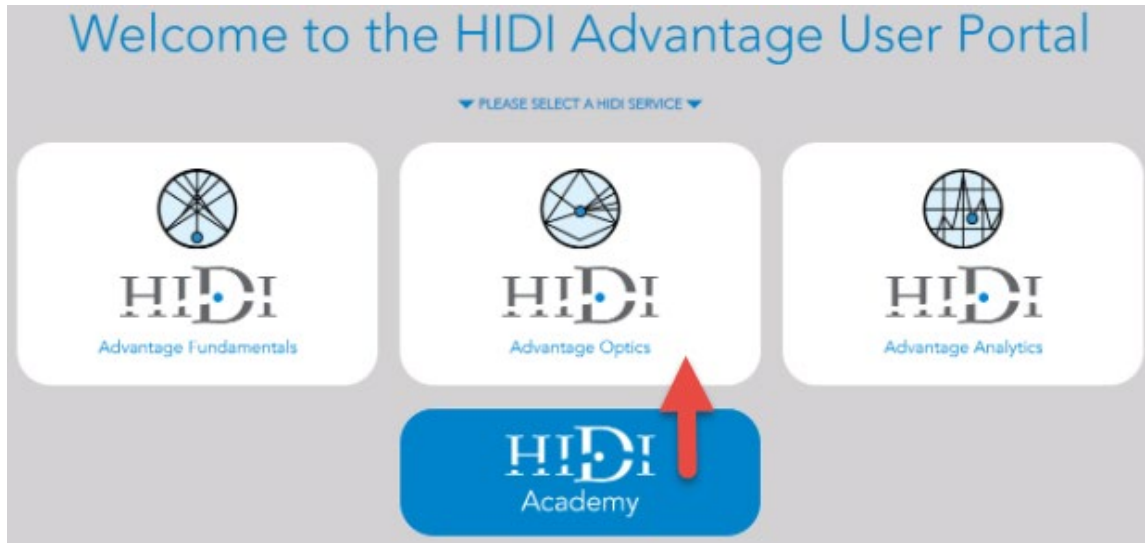 Welcome to the HIDI Advantage User Portal
PLEASE SELECT A HIDI SERVICE
HIDI
Advantage Fundamentals
HIDI
Advantage Optics
HIDI
Advantage Analytics
HIDI
Academy